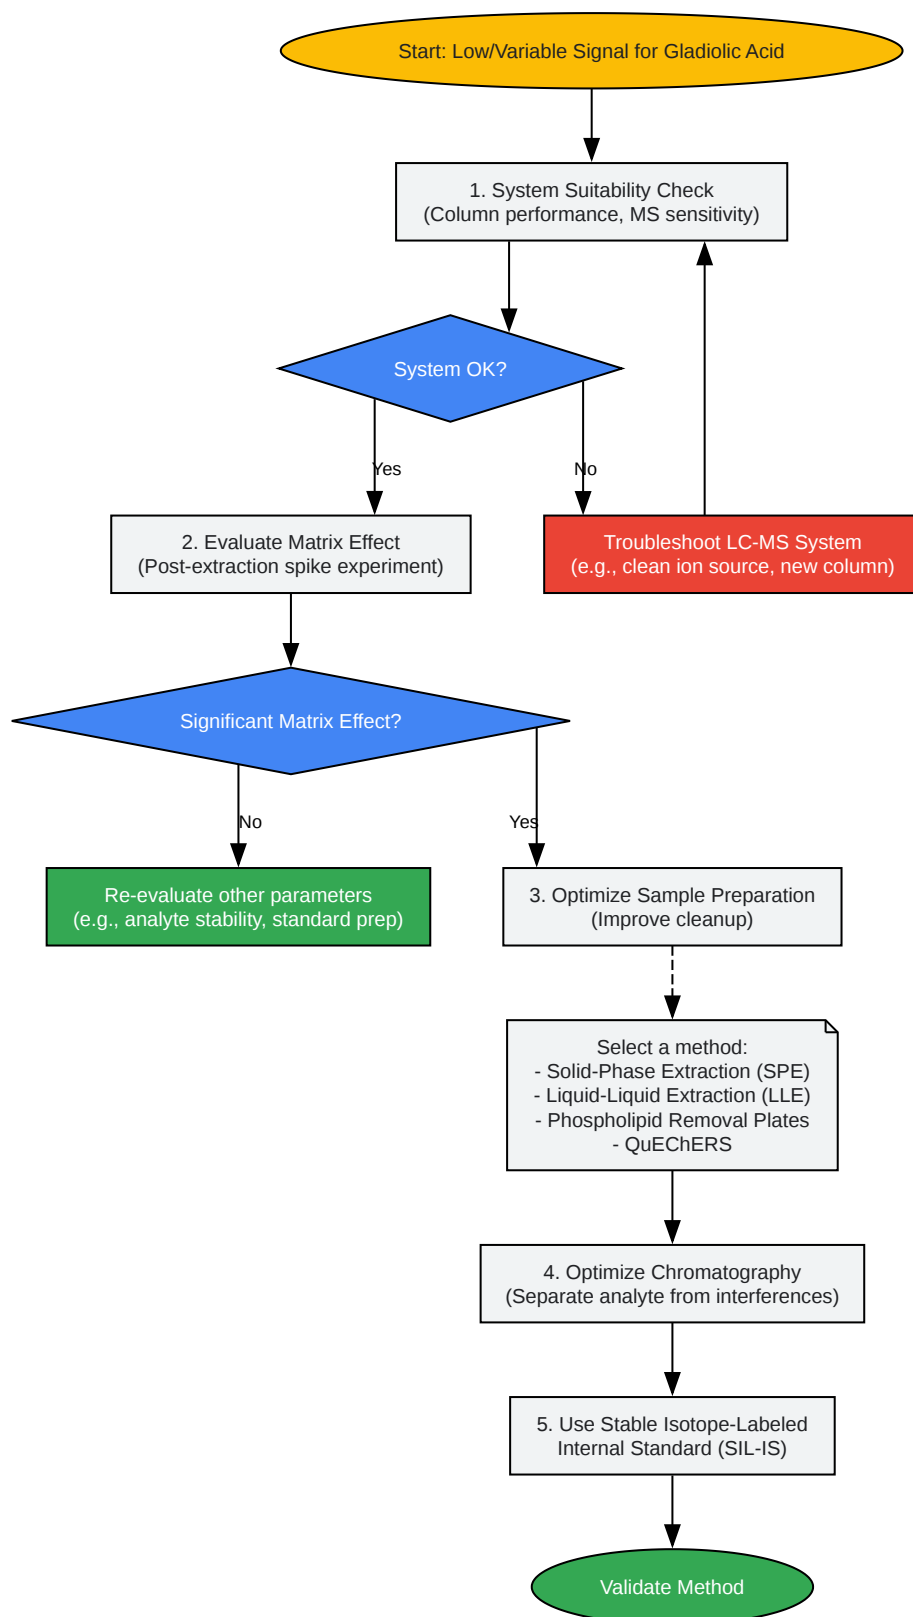 Start: Low/Variable Signal for Gladiolic Acid
1. System Suitability Check
(Column performance, MS sensitivity)
System OK?
Yes
No
2. Evaluate Matrix Effect
(Post-extraction spike experiment)
Troubleshoot LC-MS System
(e.g., clean ion source, new column)
Significant Matrix Effect?
No
Yes
Re-evaluate other parameters
(e.g., analyte stability, standard prep)
3. Optimize Sample Preparation
(Improve cleanup)
Select a method:
- Solid-Phase Extraction (SPE)
- Liquid-Liquid Extraction (LLE)
- Phospholipid Removal Plates
- QuEChERS
4. Optimize Chromatography
(Separate analyte from interferences)
5. Use Stable Isotope-Labeled
Internal Standard (SIL-IS)
Validate Method